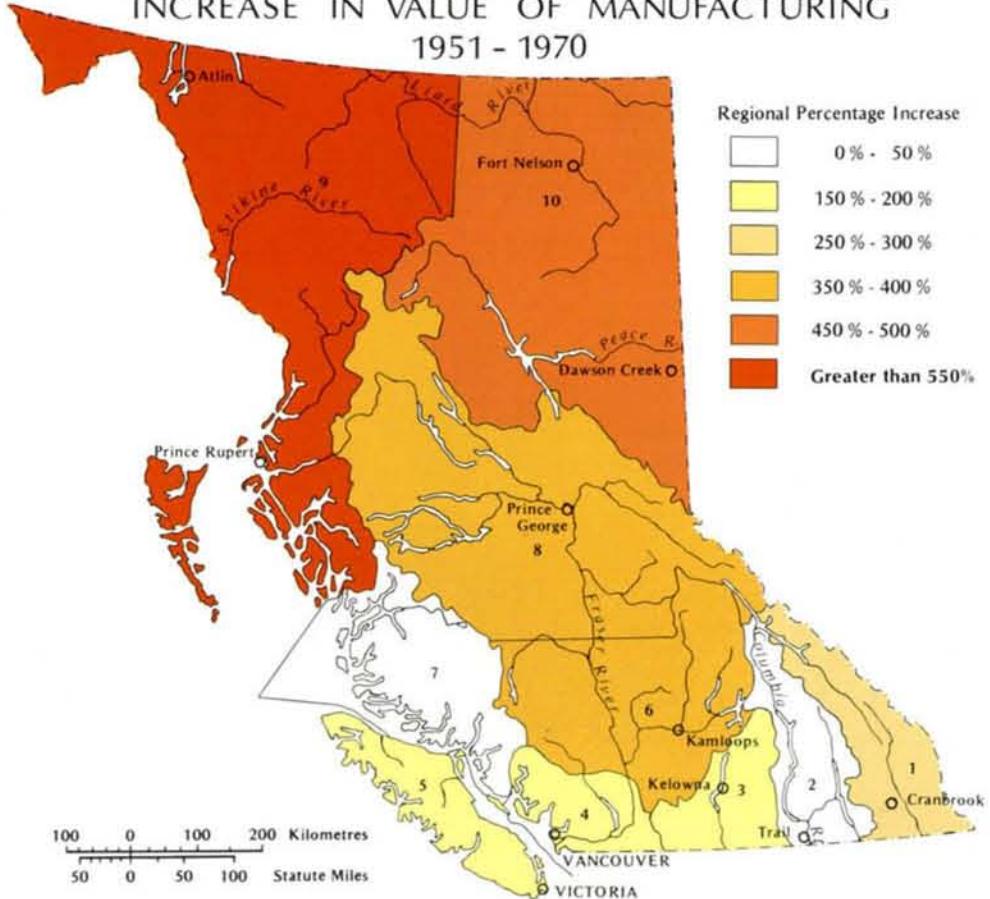 INCREASE IN VALUE OF MANUFACTURING
1951 - 1970
Atlin
Liard River
Regional Percentage Increase
0 % - 50 %
150 % - 200 %
250 % - 300 %
350 % - 400 %
450 % - 500 %
Greater than 550%
Fort Nelson
10
9
Stikine River
Peace R.
Dawson Creek
Prince Rupert
Prince
George
8
Fraser River
Columbia
7
6
Kamloops
Kelowna
3
5
4
2
1
Cranbrook
Trail
R.
VANCOUVER
VICTORIA
100 0 100 200 Kilometres
50 0 50 100 Statute Miles